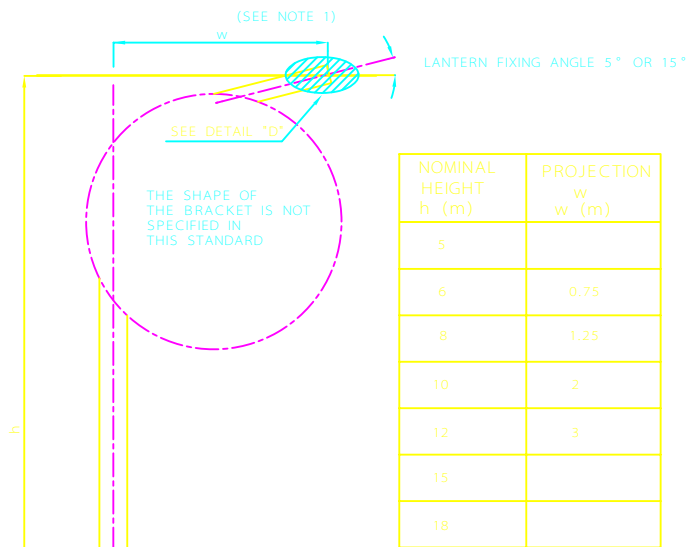 (SEE NOTE 1)
w
LANTERN FIXING ANGLE 5° OR 15°
SEE DETAIL "D"
THE SHAPE OF
THE BRACKET IS NOT
SPECIFIED IN
THIS STANDARD
h
NOMINAL
HEIGHT
h (m)
PROJECTION
w
w (m)
5
6 0.75
8 1.25
10 2
12 3
15
18